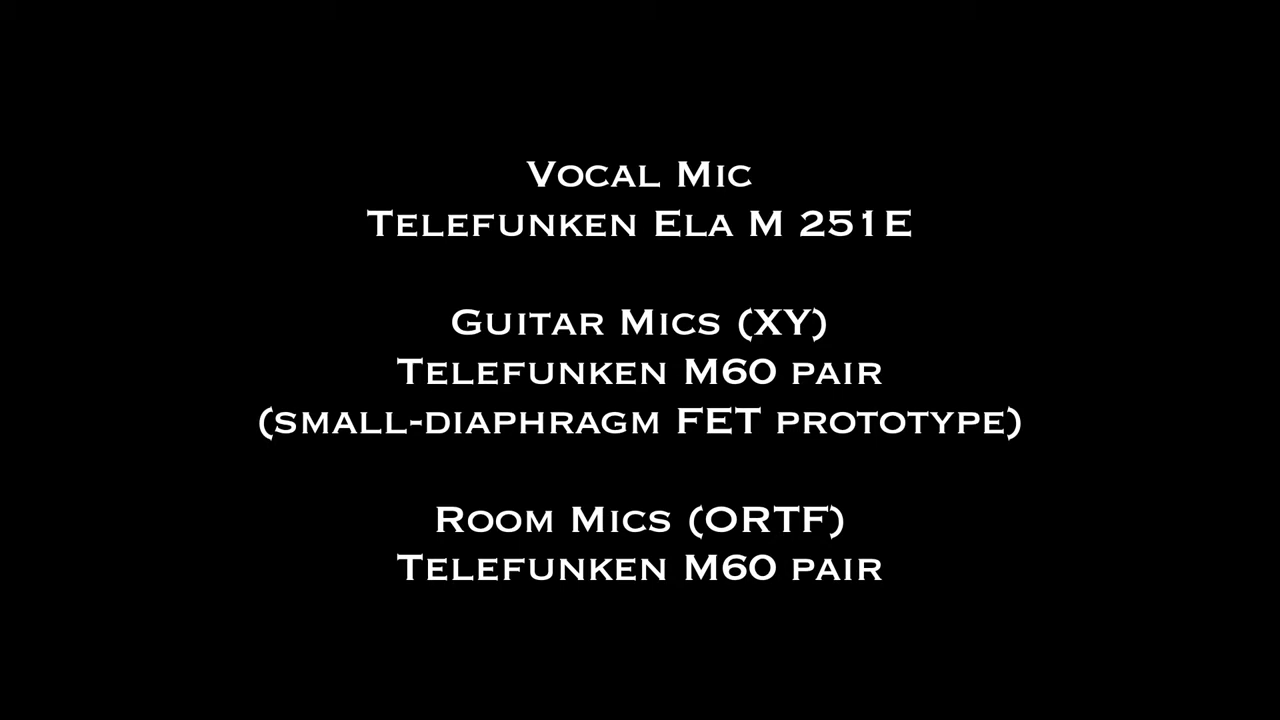 Vocal Mic
Telefunken Ela M 251E
Guitar Mics (XY)
Telefunken M60 pair
(small-diaphragm FET prototype)
Room Mics (ORTF)
Telefunken M60 pair